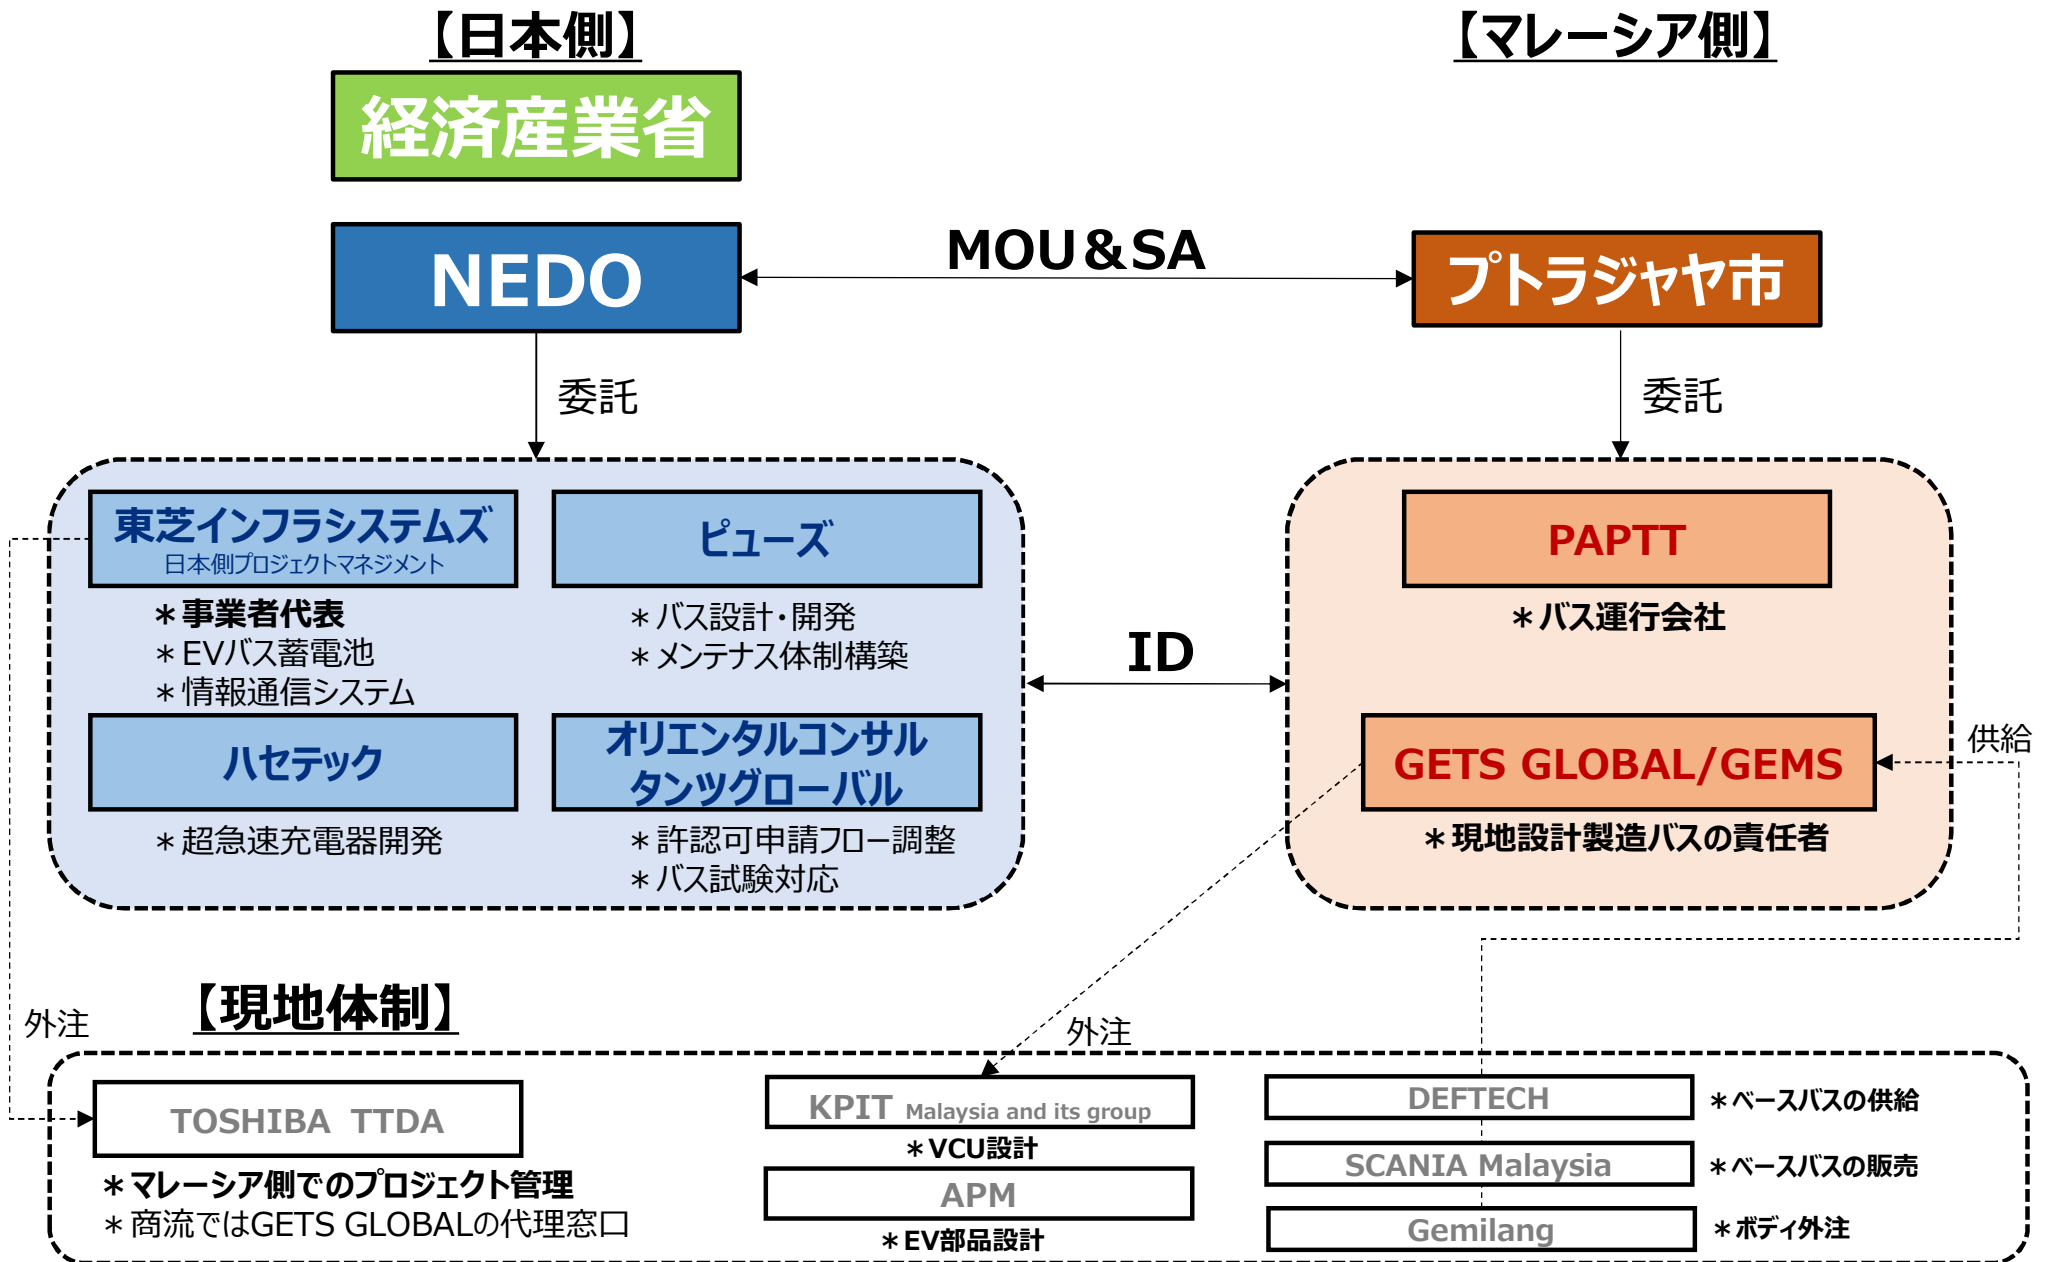 【日本側】
【マレーシア側】
経済産業省
NEDO
MOU＆SA
プトラジャヤ市
委託
委託
東芝インフラシステムズ
日本側プロジェクトマネジメント
＊事業者代表
＊EVバス蓄電池
＊情報通信システム
ピューズ
＊バス設計・開発
＊メンテナス体制構築
ハセテック
＊超急速充電器開発
オリエンタルコンサル
タンツグローバル
＊許認可申請フロー調整
＊バス試験対応
ID
PAPTT
＊バス運行会社
GETS GLOBAL/GEMS
＊現地設計製造バスの責任者
供給
【現地体制】
外注
外注
TOSHIBA TTDA
＊マレーシア側でのプロジェクト管理
＊商流ではGETS GLOBALの代理窓口
KPIT Malaysia and its group
＊VCU設計
APM
＊EV部品設計
DEFTECH
＊ベースバスの供給
SCANIA Malaysia
＊ベースバスの販売
Gemilang
＊ボディ外注